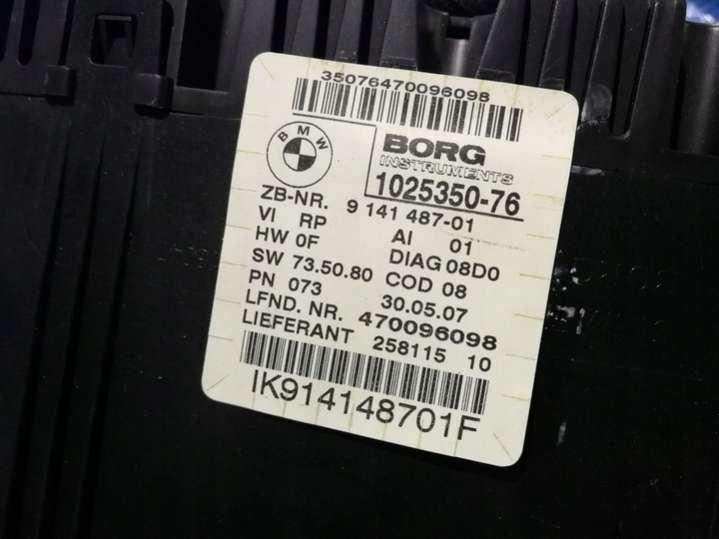 35076470096098
BMW
BORG
INSTRUMENTS
1025350-76
ZB-NR. 9 141 487-01
VI RP AI 01
HW 0F DIAG 08D0
SW 73.50.80 COD 08
PN 073 30.05.07
LFND. NR. 470096098
LIEFERANT 258115 10
IK914148701F